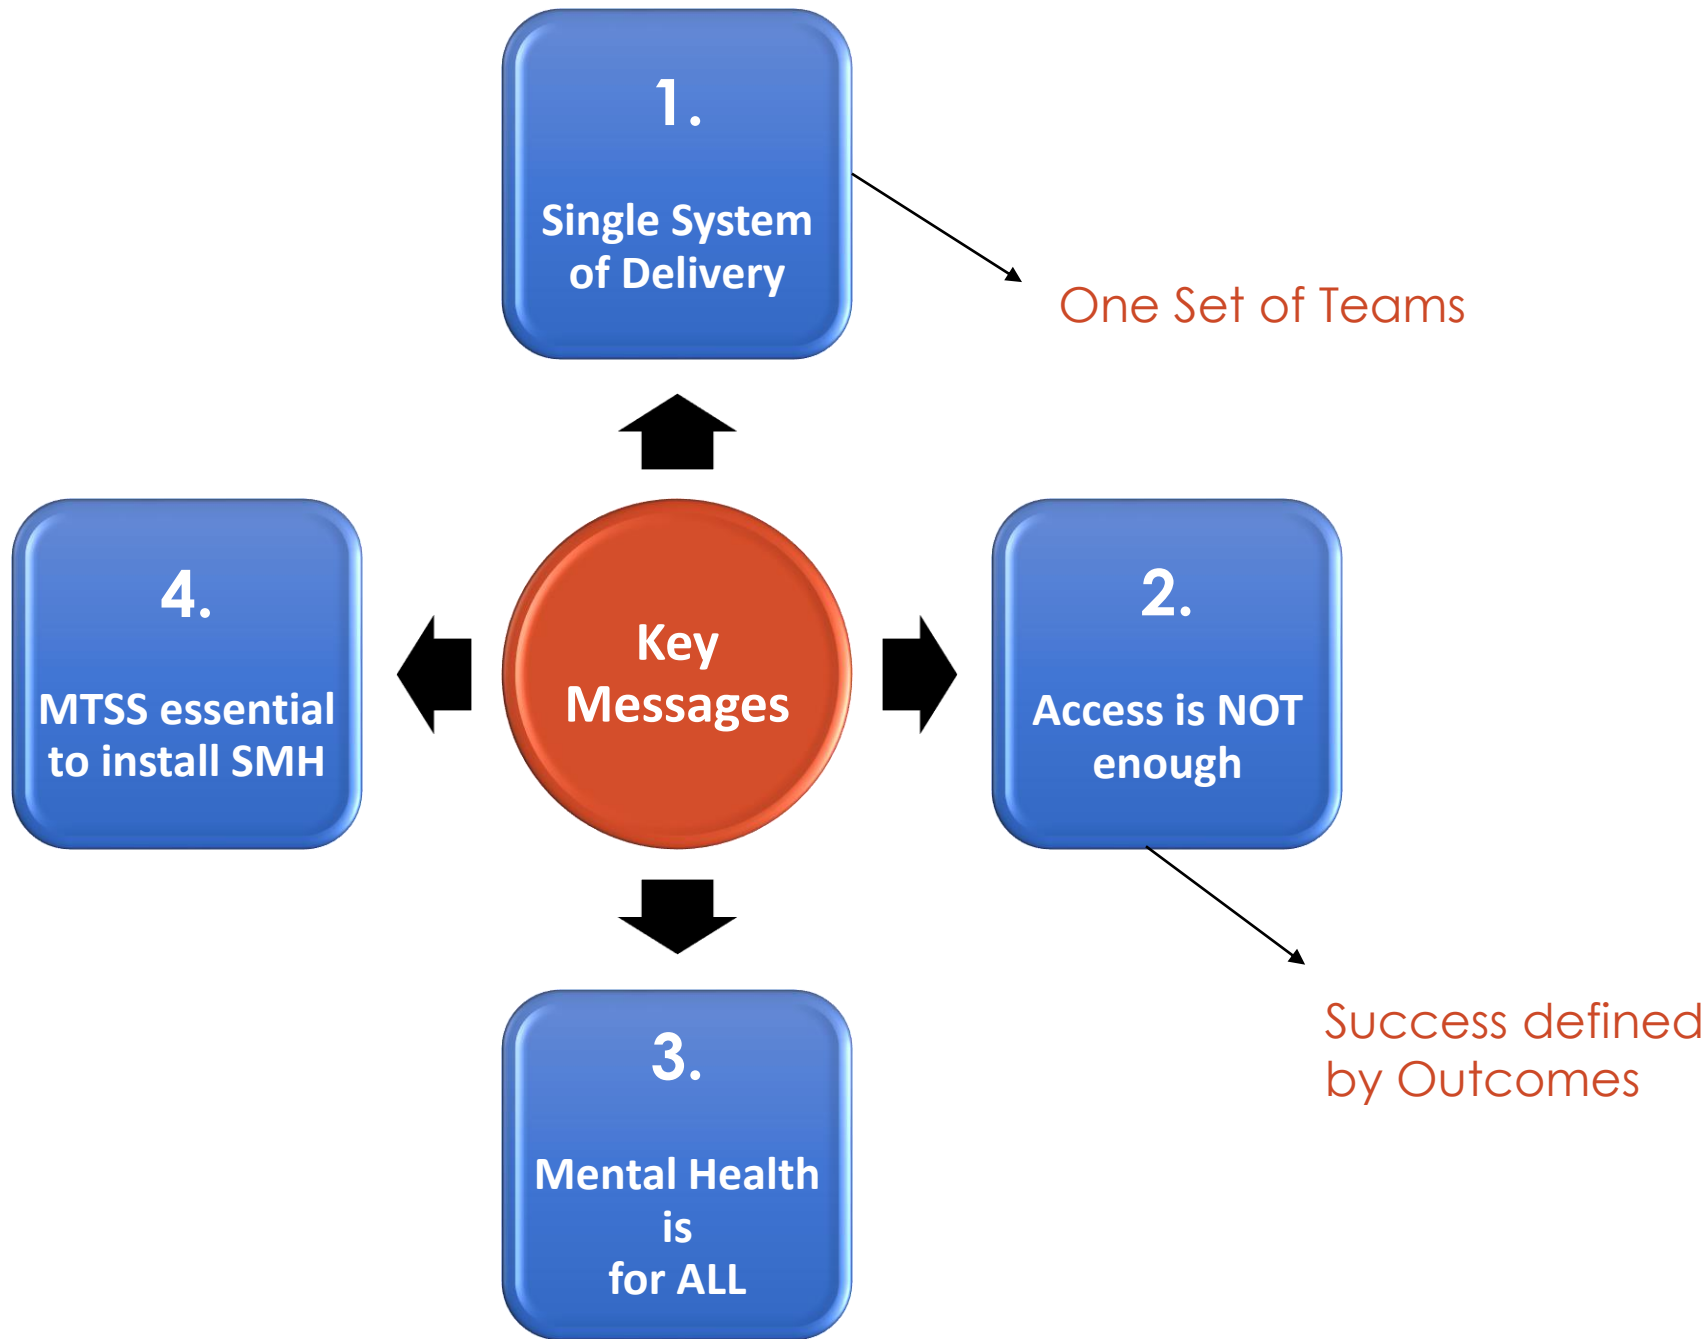 1.
Single System
of Delivery
One Set of Teams
4.
MTSS essential
to install SMH
Key
Messages
2.
Access is NOT
enough
Success defined
by Outcomes
3.
Mental Health
is
for ALL